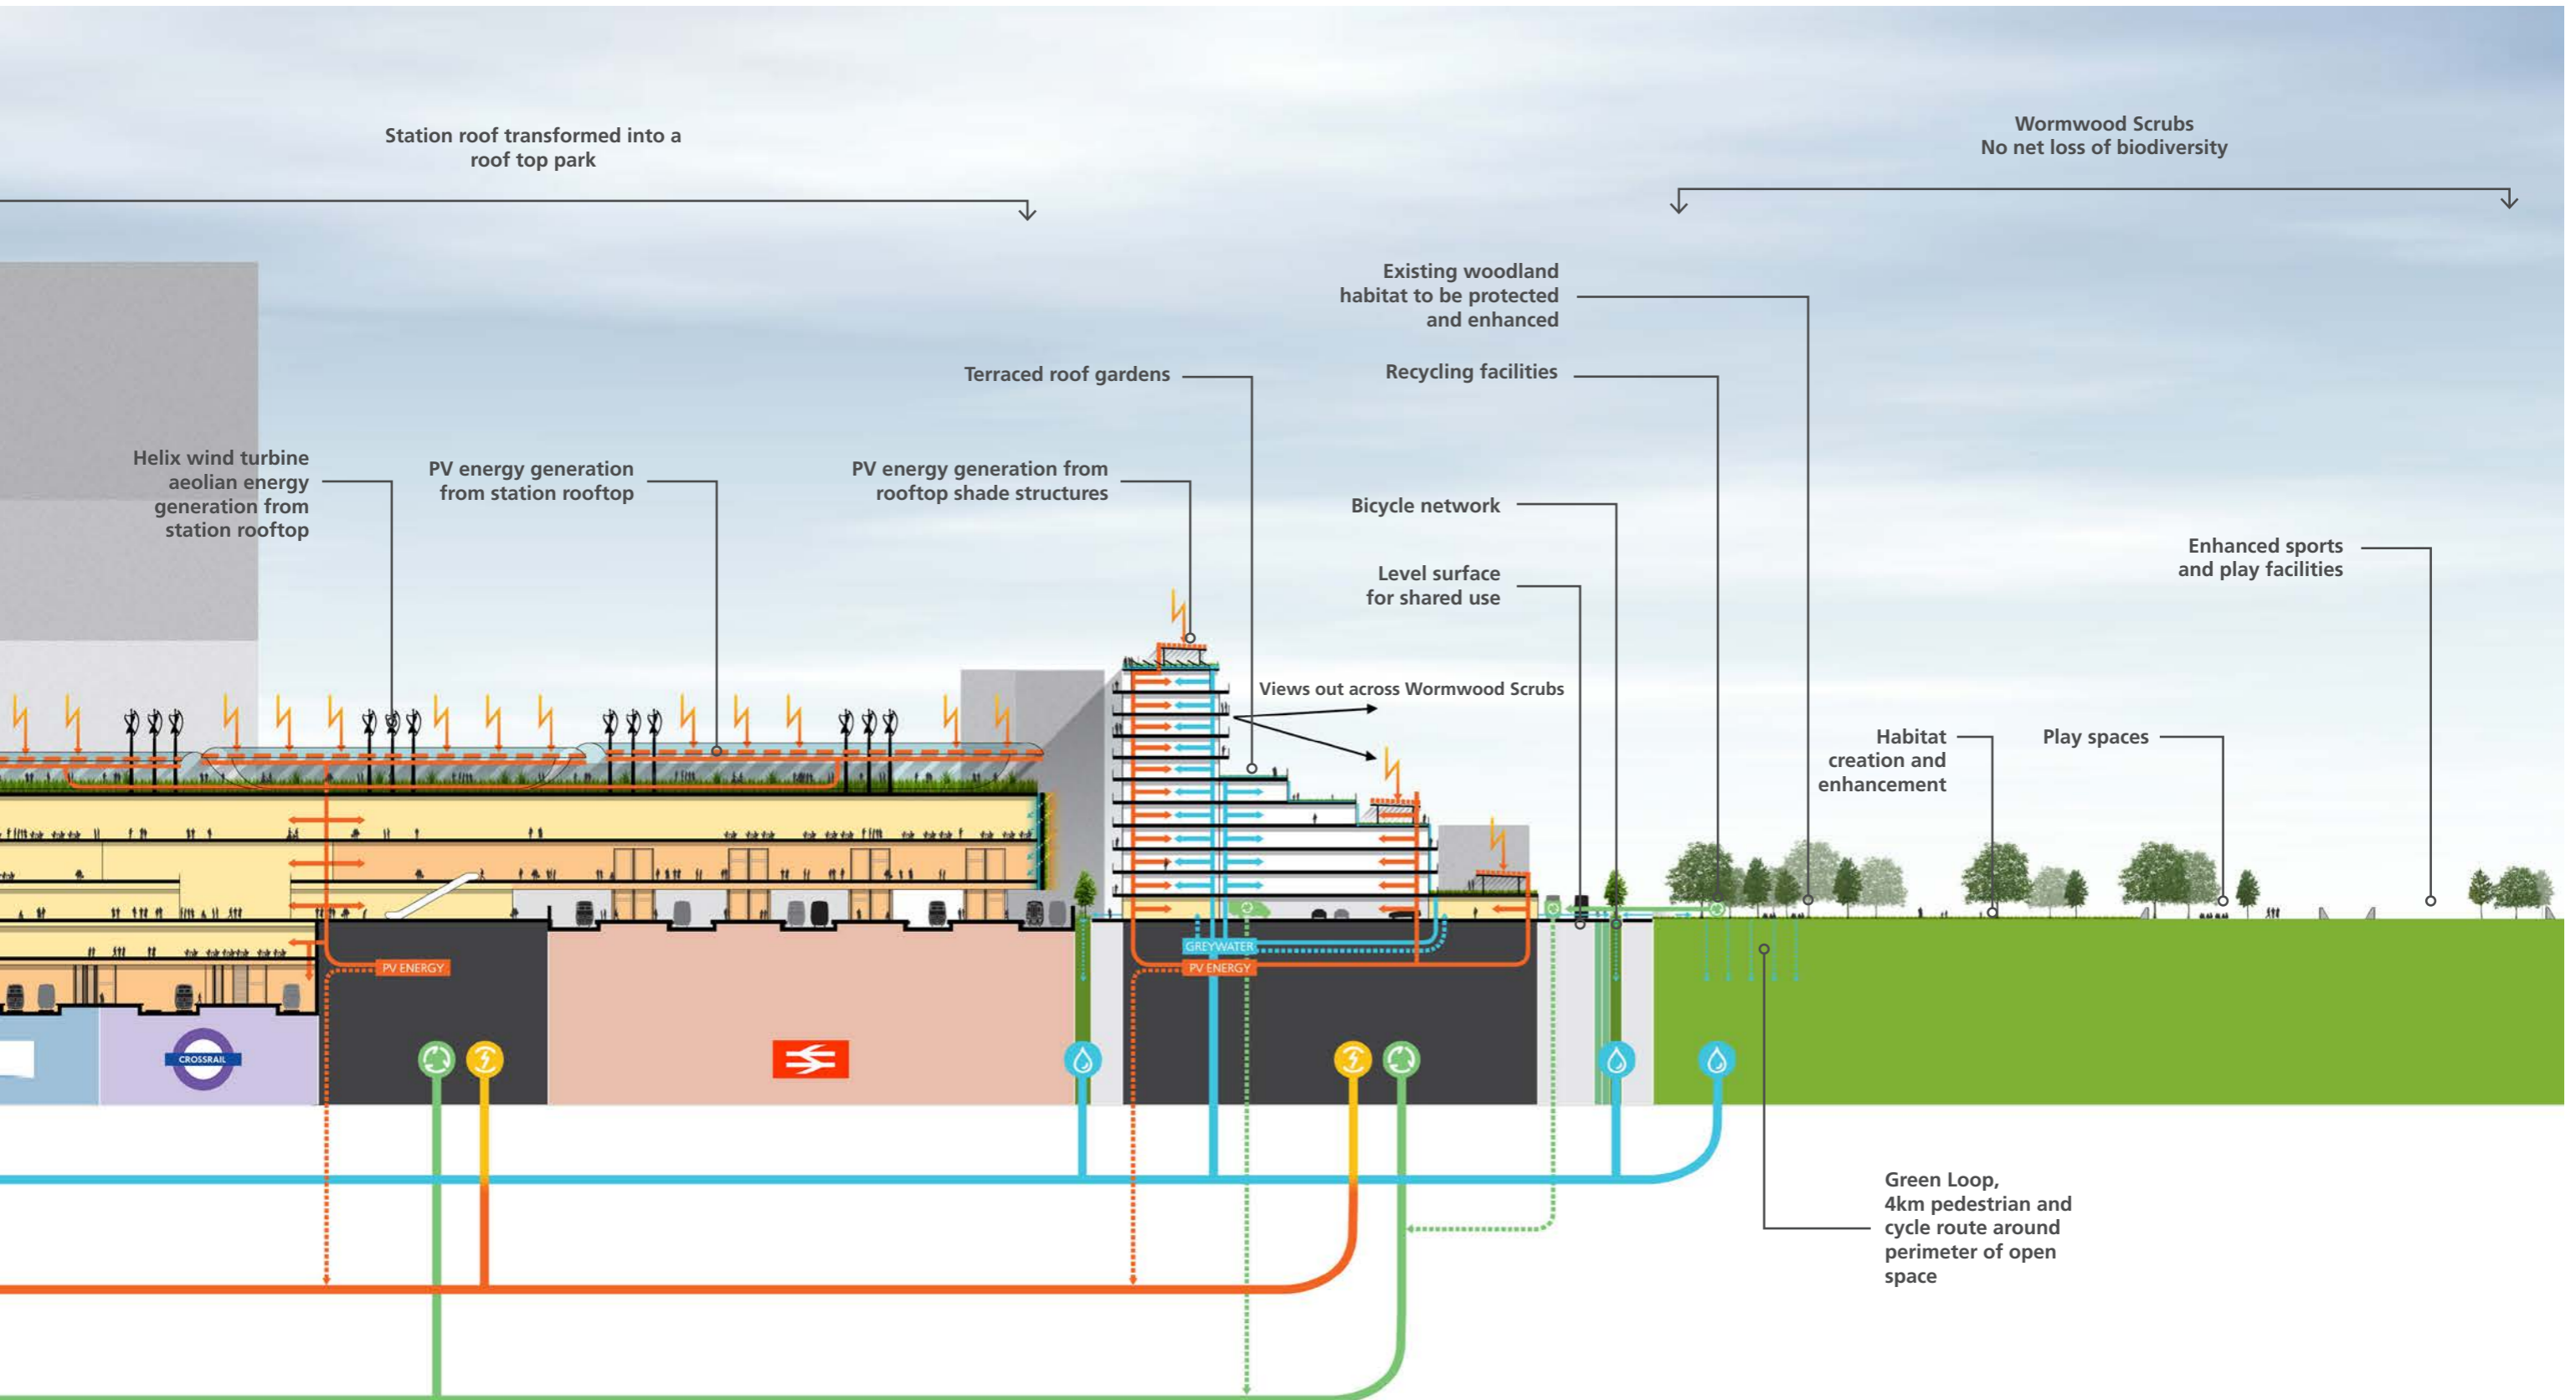 Station roof transformed into a
roof top park
Wormwood Scrubs
No net loss of biodiversity
Existing woodland
habitat to be protected
and enhanced
Terraced roof gardens
Recycling facilities
Helix wind turbine
aeolian energy
generation from
station rooftop
PV energy generation
from station rooftop
PV energy generation from
rooftop shade structures
Bicycle network
Level surface
for shared use
Enhanced sports
and play facilities
Views out across Wormwood Scrubs
Habitat
creation and
enhancement
Play spaces
GREYWATER
PV ENERGY
PV ENERGY
CROSSRAIL
Green Loop,
4km pedestrian and
cycle route around
perimeter of open
space